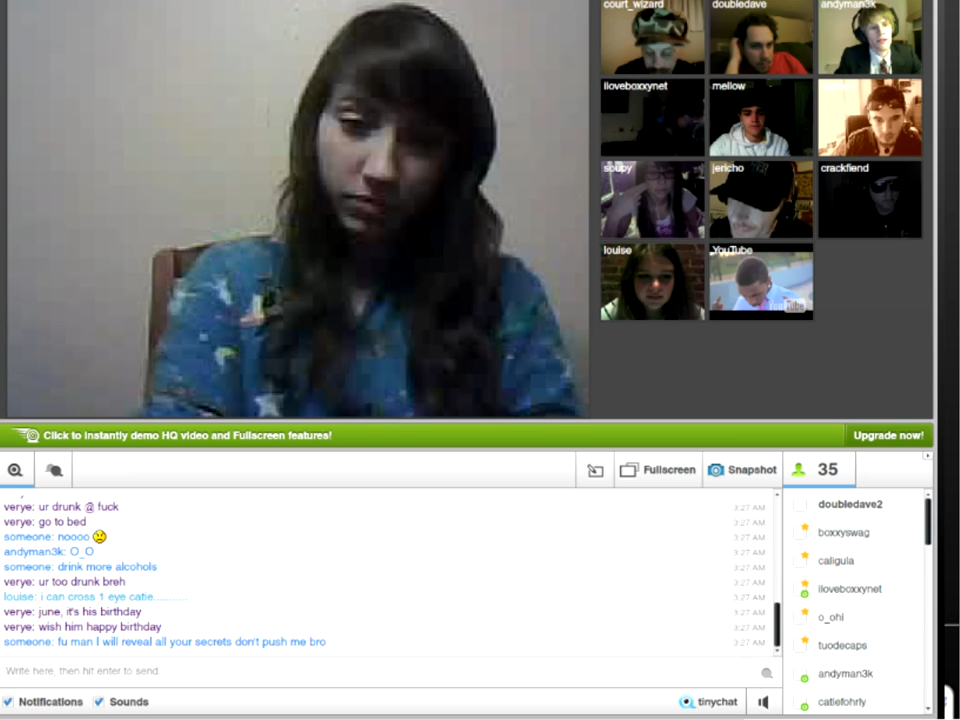 court_wizard
doubledave
andyman3k
iloveboxxynet
mellow
soupy
jericho
crackfiend
louise
YouTube
YouTube
Click to instantly demo HQ video and Fullscreen features!
Upgrade now!
Fullscreen
Snapshot
35
verye: ur drunk @ fuck 3:27 AM
verye: go to bed 3:27 AM
someone: noooo 3:27 AM
andyman3k: O_O 3:27 AM
someone: drink more alcohols 3:27 AM
verye: ur too drunk breh 3:27 AM
louise: i can cross 1 eye catie........... 3:27 AM
verye: june, it's his birthday 3:27 AM
verye: wish him happy birthday 3:27 AM
someone: fu man I will reveal all your secrets don't push me bro 3:27 AM
Write here, then hit enter to send
Notifications
Sounds
tinychat
doubledave2
boxxyswag
caligula
iloveboxxynet
o_ohi
tuodecaps
andyman3k
catiefohrly